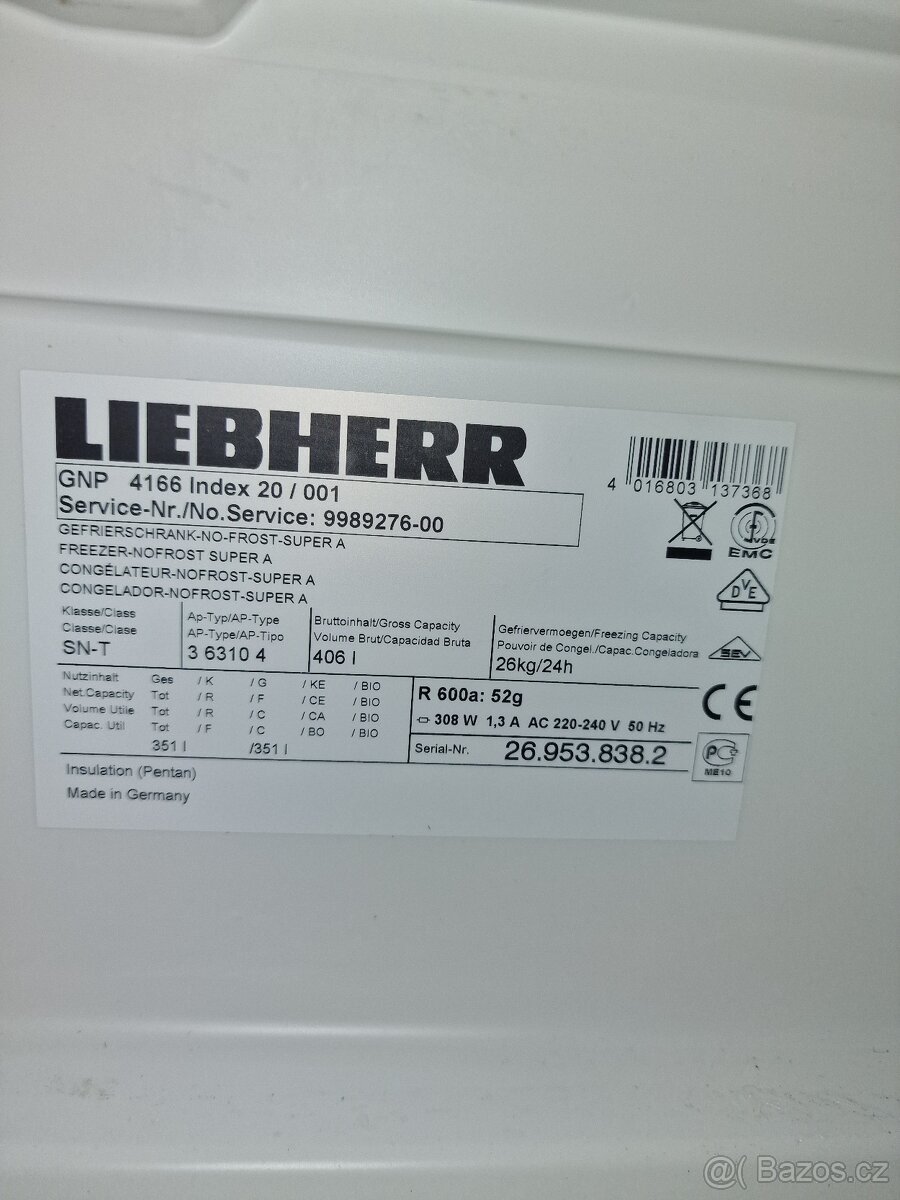 LIEBHERR
GNP 4166 Index 20 / 001
Service-Nr./No.Service: 9989276-00
GEFRIERSCHRANK-NO-FROST-SUPER A
FREEZER-NOFROST SUPER A
CONGÉLATEUR-NOFROST-SUPER A
CONGELADOR-NOFROST-SUPER A
4 016803 137368
VDE
EMC
DVE
SEV
CE
PC
ME10
Klasse/Class
Classe/Clase
SN-T
Ap-Typ/AP-Type
AP-Type/AP-Tipo
3 6310 4
Bruttoinhalt/Gross Capacity
Volume Brut/Capacidad Bruta
406 l
Gefriervermoegen/Freezing Capacity
Pouvoir de Congel./Capac.Congeladora
26kg/24h
Nutzinhalt Ges / K / G / KE / BIO
Net.Capacity Tot / R / F / CE / BIO
Volume Utile Tot / R / C / CA / BIO
Capac. Util Tot / F / C / BO / BIO
351 l /351 l
R 600a: 52g
308 W 1,3 A AC 220-240 V 50 Hz
Serial-Nr. 26.953.838.2
Insulation (Pentan)
Made in Germany
@( Bazos.cz